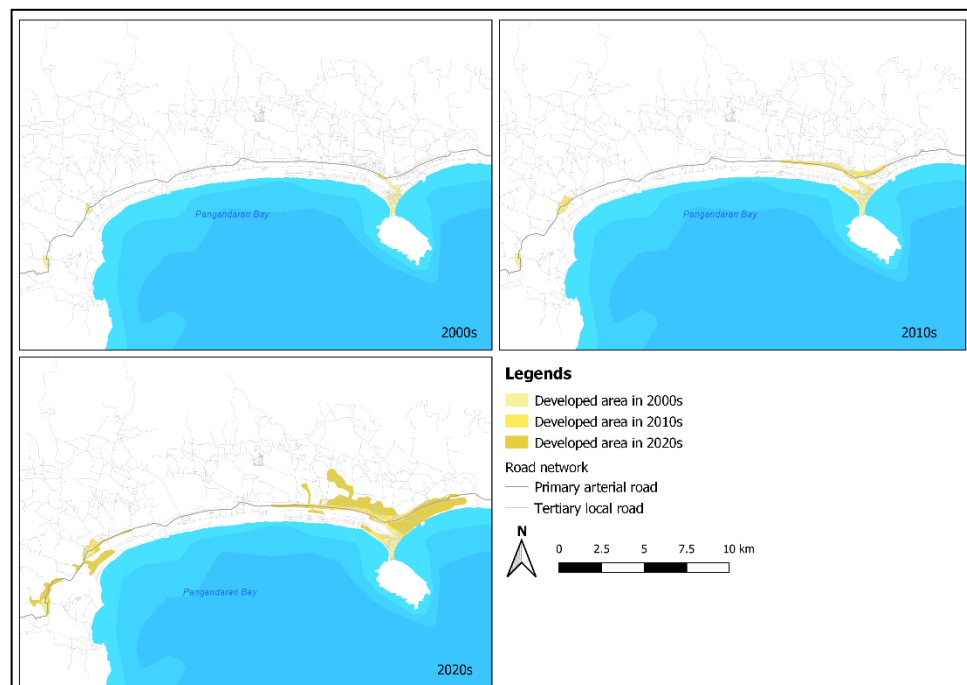 Pangandaran Bay
2000s
Pangandaran Bay
2010s
Pangandaran Bay
2020s
Legends
Developed area in 2000s
Developed area in 2010s
Developed area in 2020s
Road network
Primary arterial road
Tertiary local road
N
0 2.5 5 7.5 10 km